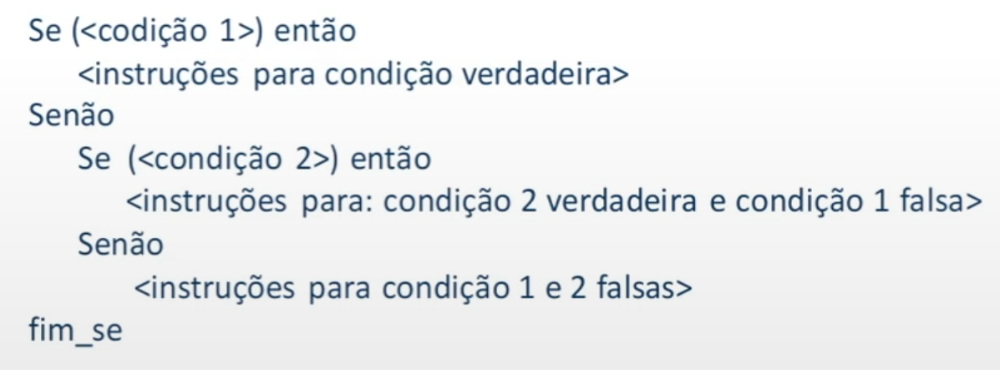 Se (<codição 1>) então
<instruções para condição verdadeira>
Senão
Se (<condição 2>) então
<instruções para: condição 2 verdadeira e condição 1 falsa>
Senão
<instruções para condição 1 e 2 falsas>
fim_se